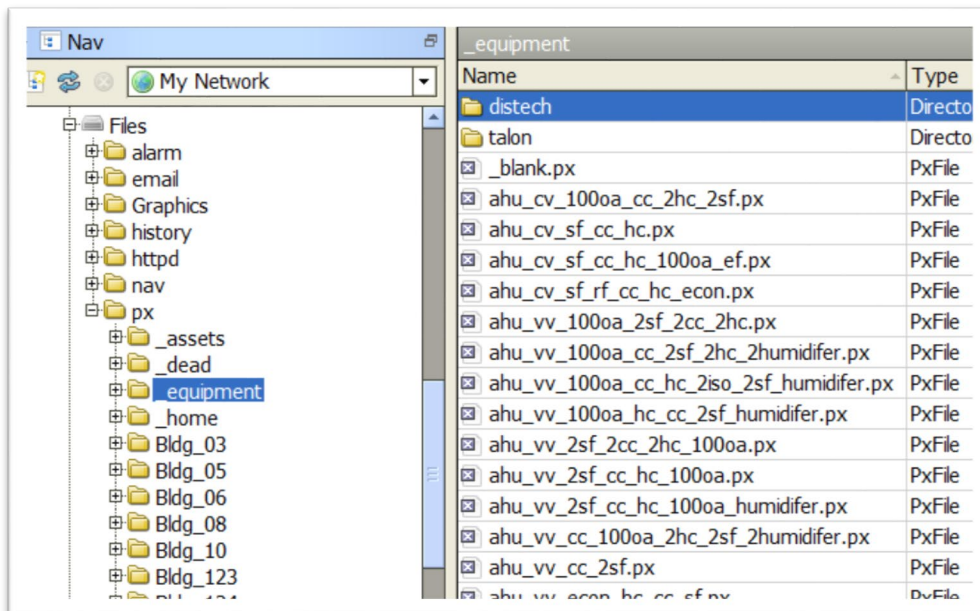 Nav
My Network
Files
alarm
email
Graphics
history
httpd
nav
px
_assets
_dead
_equipment
_home
Bldg_03
Bldg_05
Bldg_06
Bldg_08
Bldg_10
Bldg_123
_equipment
Name Type
distech Directo
talon Directo
_blank.px PxFile
ahu_cv_100oa_cc_2hc_2sf.px PxFile
ahu_cv_sf_cc_hc.px PxFile
ahu_cv_sf_cc_hc_100oa_ef.px PxFile
ahu_cv_sf_rf_cc_hc_econ.px PxFile
ahu_vv_100oa_2sf_2cc_2hc.px PxFile
ahu_vv_100oa_cc_2sf_2hc_2humidifer.px PxFile
ahu_vv_100oa_cc_hc_2iso_2sf_humidifer.px PxFile
ahu_vv_100oa_hc_cc_2sf_humidifer.px PxFile
ahu_vv_2sf_2cc_2hc_100oa.px PxFile
ahu_vv_2sf_cc_hc_100oa.px PxFile
ahu_vv_2sf_cc_hc_100oa_humidifer.px PxFile
ahu_vv_cc_100oa_2hc_2sf_2humidifer.px PxFile
ahu_vv_cc_2sf.px PxFile
ahu_vv_econ_hc_cc_sf.px PxFile